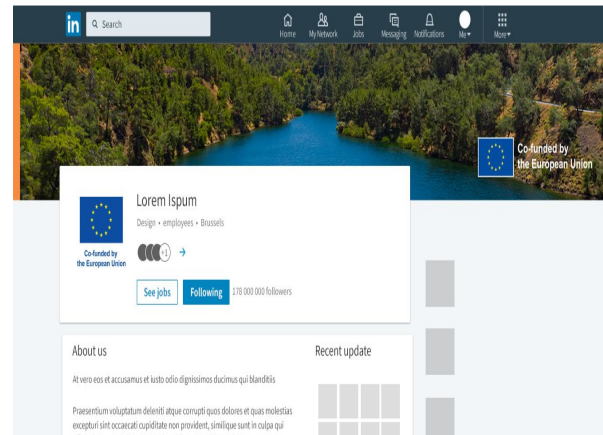 in Search
Home My Network Jobs Messaging Notifications Me More
Co-funded by
the European Union
Lorem Ispum
Design • employees • Brussels
Co-funded by
the European Union
+1
See jobs Following 178 000 000 followers
About us
Recent update
At vero eos et accusamus et iusto odio dignissimos ducimus qui blanditiis
Praesentium voluptatum deleniti atque corrupti quos dolores et quas molestias
excepturi sint occaecati cupiditate non provident, similique sunt in culpa qui